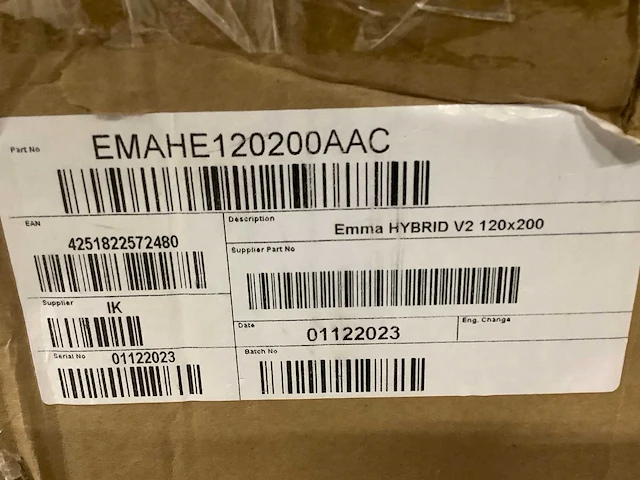 Part No
EMAHE120200AAC
EAN
4251822572480
Description
Emma HYBRID V2 120x200
Supplier Part No
Supplier
IK
Date
01122023
Eng. Change
Serial No
01122023
Batch No